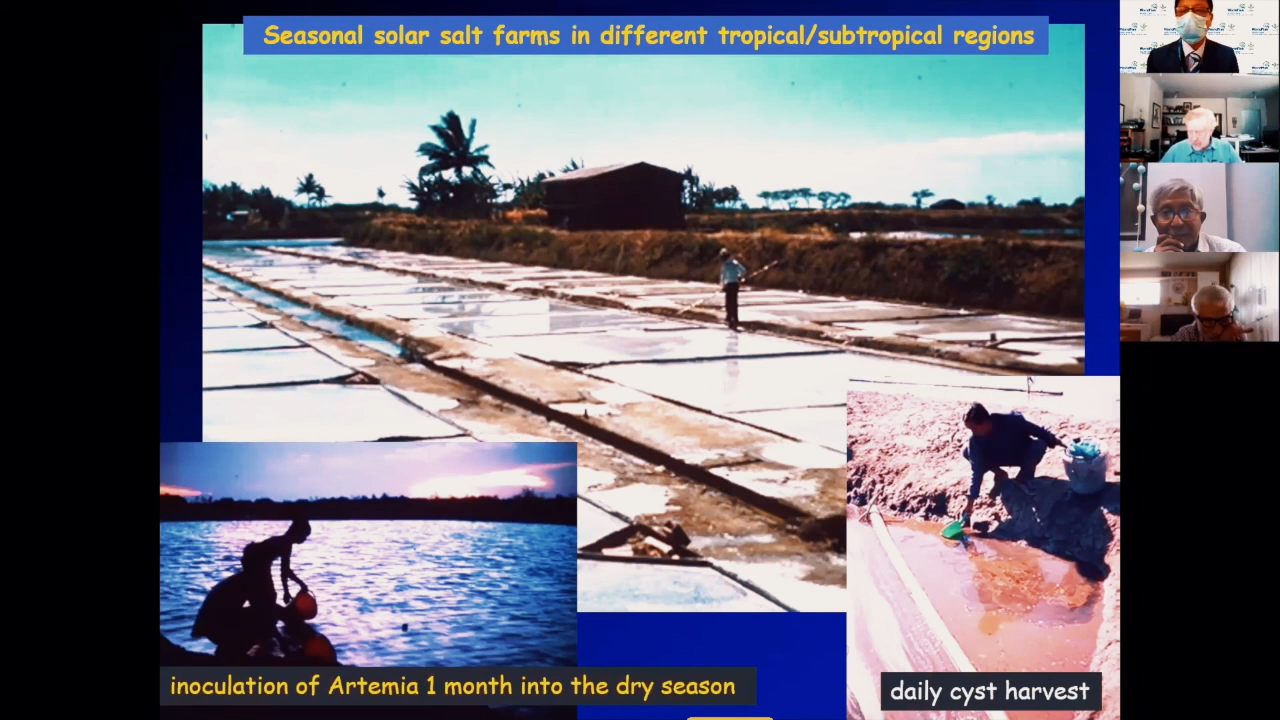 Seasonal solar salt farms in different tropical/subtropical regions
inoculation of Artemia 1 month into the dry season
daily cyst harvest